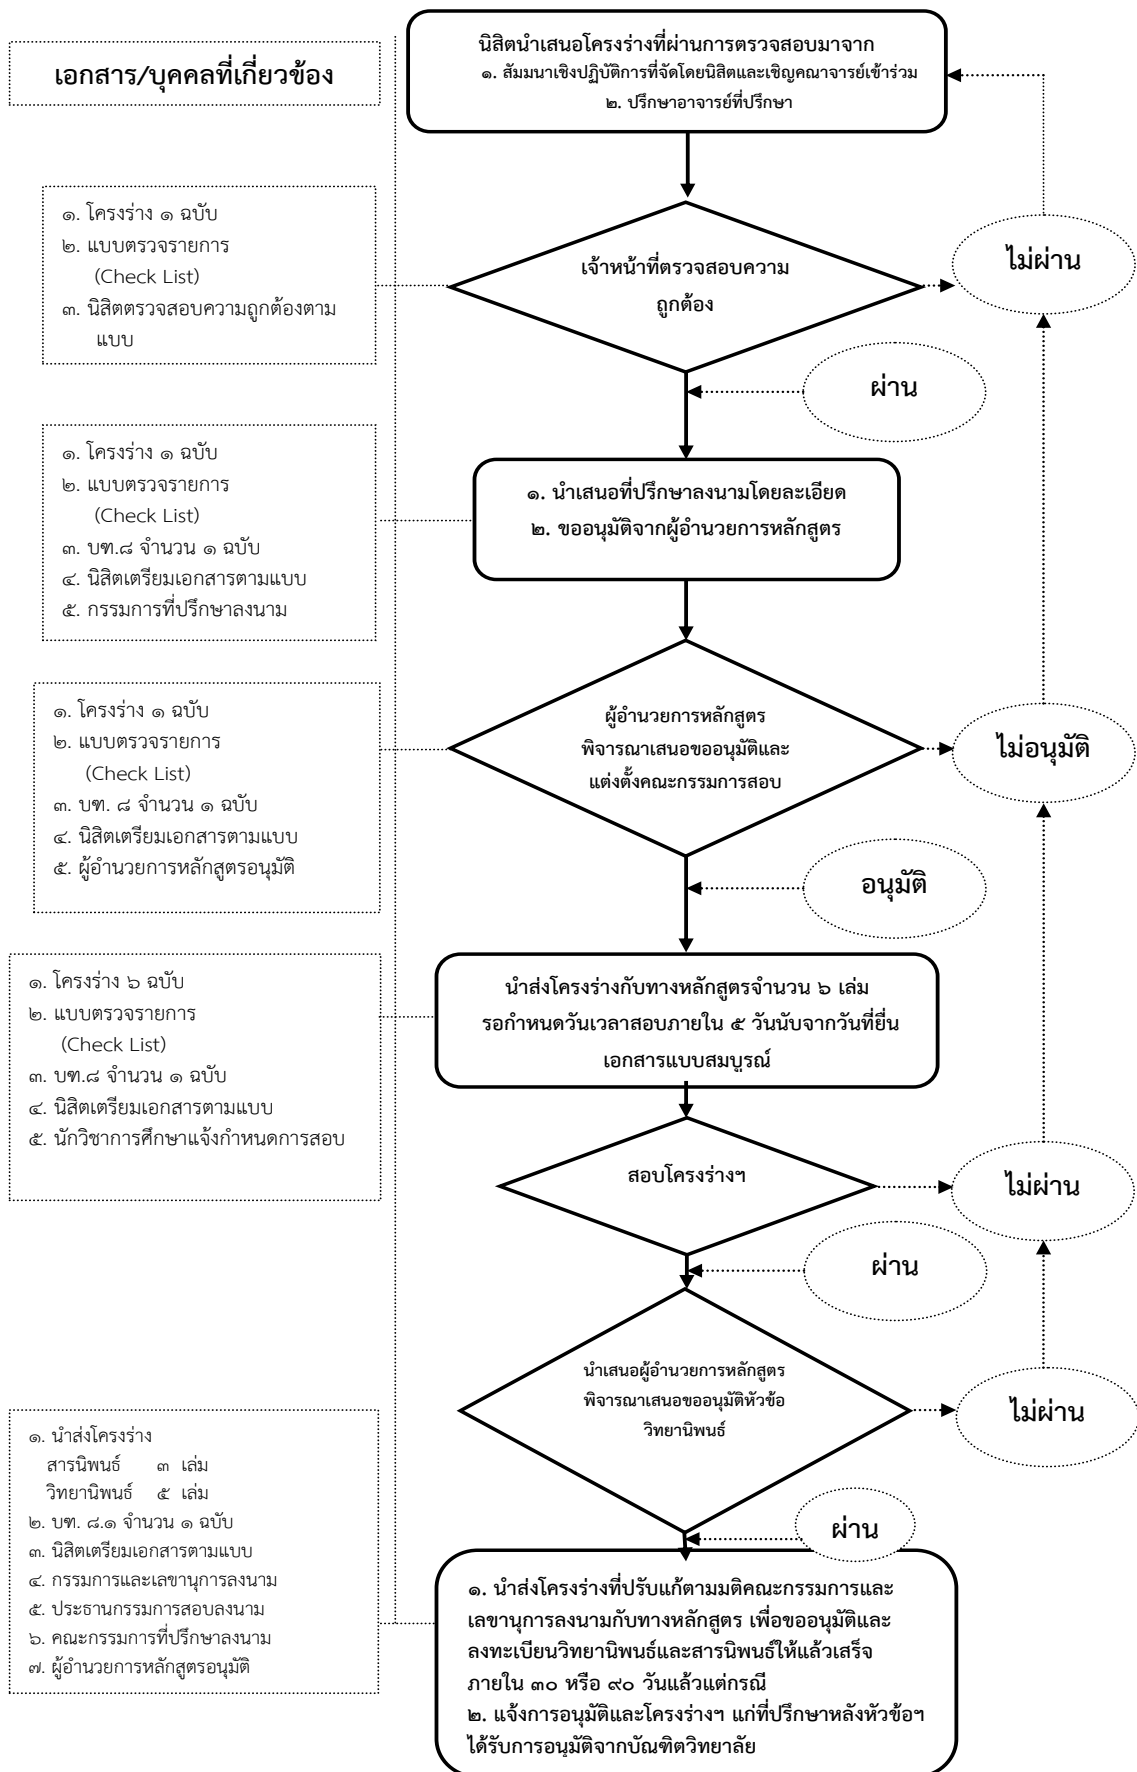 นิสิตนำเสนอโครงร่างที่ผ่านการตรวจสอบมาจาก
๑. สัมมนาเชิงปฏิบัติการที่จัดโดยนิสิตและเชิญคณาจารย์เข้าร่วม
๒. ปรึกษาอาจารย์ที่ปรึกษา
เอกสาร/บุคคลที่เกี่ยวข้อง
๑. โครงร่าง ๑ ฉบับ
๒. แบบตรวจรายการ
(Check List)
๓. นิสิตตรวจสอบความถูกต้องตาม
แบบ
เจ้าหน้าที่ตรวจสอบความ
ถูกต้อง
ไม่ผ่าน
ผ่าน
๑. โครงร่าง ๑ ฉบับ
๒. แบบตรวจรายการ
(Check List)
๓. บฑ.๘ จำนวน ๑ ฉบับ
๔. นิสิตเตรียมเอกสารตามแบบ
๕. กรรมการที่ปรึกษาลงนาม
๑. นำเสนอที่ปรึกษาลงนามโดยละเอียด
๒. ขออนุมัติจากผู้อำนวยการหลักสูตร
๑. โครงร่าง ๑ ฉบับ
๒. แบบตรวจรายการ
(Check List)
๓. บฑ. ๘ จำนวน ๑ ฉบับ
๔. นิสิตเตรียมเอกสารตามแบบ
๕. ผู้อำนวยการหลักสูตรอนุมัติ
ผู้อำนวยการหลักสูตร
พิจารณาเสนอขออนุมัติและ
แต่งตั้งคณะกรรมการสอบ
ไม่อนุมัติ
อนุมัติ
๑. โครงร่าง ๖ ฉบับ
๒. แบบตรวจรายการ
(Check List)
๓. บฑ.๘ จำนวน ๑ ฉบับ
๔. นิสิตเตรียมเอกสารตามแบบ
๕. นักวิชาการศึกษาแจ้งกำหนดการสอบ
นำส่งโครงร่างกับทางหลักสูตรจำนวน ๖ เล่ม
รอกำหนดวันเวลาสอบภายใน ๕ วันนับจากวันที่ยื่น
เอกสารแบบสมบูรณ์
สอบโครงร่างฯ
ไม่ผ่าน
ผ่าน
นำเสนอผู้อำนวยการหลักสูตร
พิจารณาเสนอขออนุมัติหัวข้อ
วิทยานิพนธ์
ไม่ผ่าน
ผ่าน
๑. นำส่งโครงร่าง
สารนิพนธ์ ๓ เล่ม
วิทยานิพนธ์ ๕ เล่ม
๒. บฑ. ๘.๑ จำนวน ๑ ฉบับ
๓. นิสิตเตรียมเอกสารตามแบบ
๔. กรรมการและเลขานุการลงนาม
๕. ประธานกรรมการสอบลงนาม
๖. คณะกรรมการที่ปรึกษาลงนาม
๗. ผู้อำนวยการหลักสูตรอนุมัติ
๑. นำส่งโครงร่างที่ปรับแก้ตามมติคณะกรรมการและ
เลขานุการลงนามกับทางหลักสูตร เพื่อขออนุมัติและ
ลงทะเบียนวิทยานิพนธ์และสารนิพนธ์ให้แล้วเสร็จ
ภายใน ๓๐ หรือ ๙๐ วันแล้วแต่กรณี
๒. แจ้งการอนุมัติและโครงร่างฯ แก่ที่ปรึกษาหลังหัวข้อฯ
ได้รับการอนุมัติจากบัณฑิตวิทยาลัย